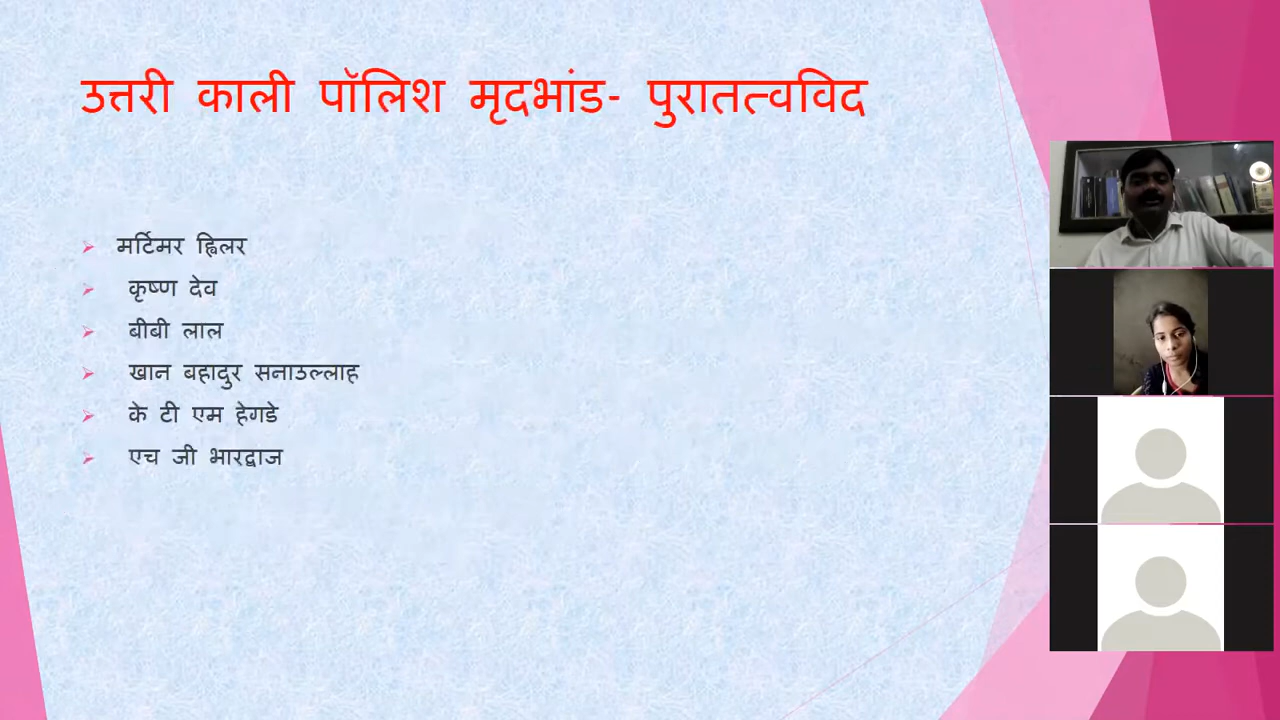 उत्तरी काली पॉलिश मृदभांड- पुरातत्वविद
मर्टिमर ह्विलर
कृष्ण देव
बीबी लाल
खान बहादुर सनाउल्लाह
के टी एम हेगडे
एच जी भारद्वाज